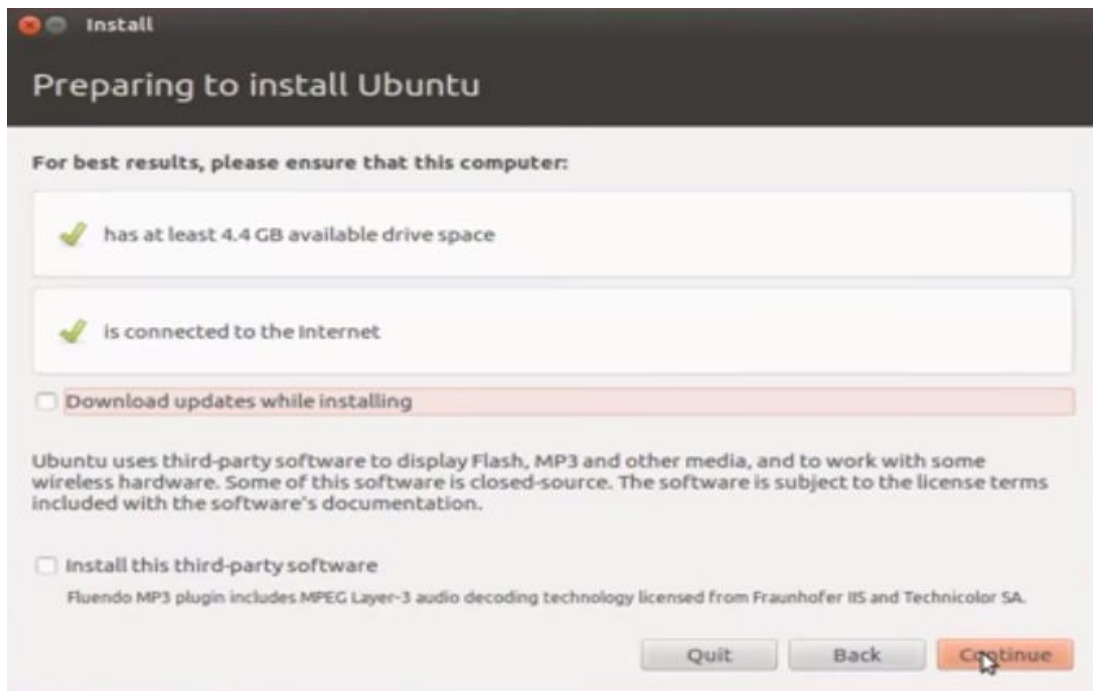 Install
Preparing to install Ubuntu
For best results, please ensure that this computer:
has at least 4.4 GB available drive space
is connected to the Internet
Download updates while installing
Ubuntu uses third-party software to display Flash, MP3 and other media, and to work with some
wireless hardware. Some of this software is closed-source. The software is subject to the license terms
included with the software's documentation.
Install this third-party software
Fluendo MP3 plugin includes MPEG Layer-3 audio decoding technology licensed from Fraunhofer IIS and Technicolor SA.
Quit Back Continue